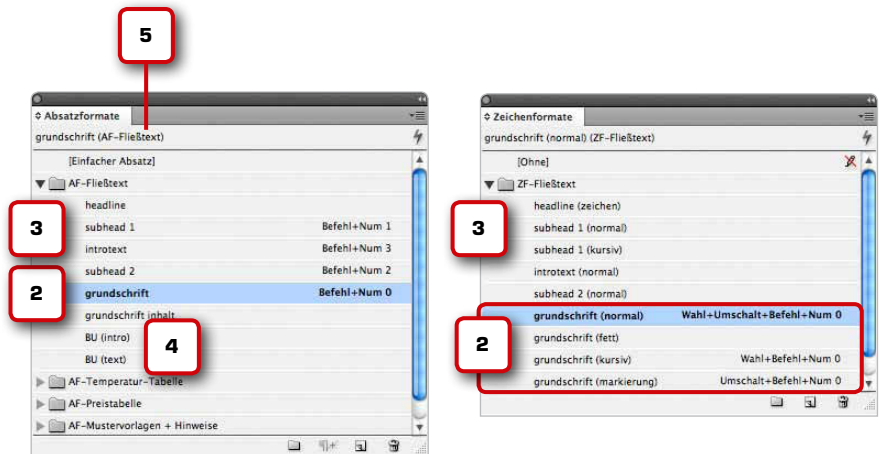 5
Absatzformate
grundschrift (AF-Fließtext)
[Einfacher Absatz]
AF-Fließtext
headline
3
subhead 1 Befehl+Num 1
introtext Befehl+Num 3
subhead 2 Befehl+Num 2
2
grundschrift Befehl+Num 0
grundschrift inhalt
BU (intro)
4
BU (text)
AF-Temperatur-Tabelle
AF-Preistabelle
AF-Mustervorlagen + Hinweise
Zeichenformate
grundschrift (normal) (ZF-Fließtext)
[Ohne]
ZF-Fließtext
headline (zeichen)
3
subhead 1 (normal)
subhead 1 (kursiv)
introtext (normal)
subhead 2 (normal)
grundschrift (normal) Wahl+Umschalt+Befehl+Num 0
2
grundschrift (fett)
grundschrift (kursiv) Wahl+Befehl+Num 0
grundschrift (markierung) Umschalt+Befehl+Num 0